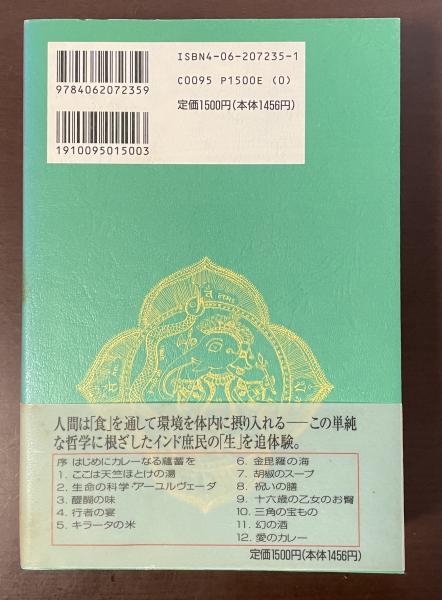 ISBN4-06-207235-1
C0095 P1500E (0)
定価1500円(本体1456円)
9784062072359
1910095015003
人間は「食」を通して環境を体内に摂り入れる──この単純
な哲学に根ざしたインド庶民の「生」を追体験。
序 はじめにカレーなる蘊蓄を
1. ここは天竺ほとけの湯
2. 生命の科学・アーユルヴェーダ
3. 醍醐の味
4. 行者の宴
5. キラータの米
6. 金毘羅の海
7. 胡椒のスープ
8. 祝いの膳
9. 十六歳の乙女のお臀
10. 三角の宝もの
11. 幻の酒
12. 愛のカレー
定価1500円(本体1456円)